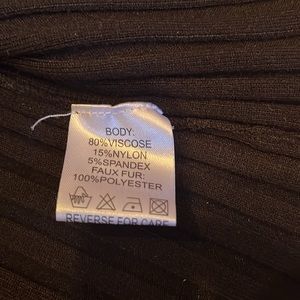 BODY:
80%VISCOSE
15%NYLON
5%SPANDEX
FAUX FUR:
100%POLYESTER
REVERSE FOR CARE